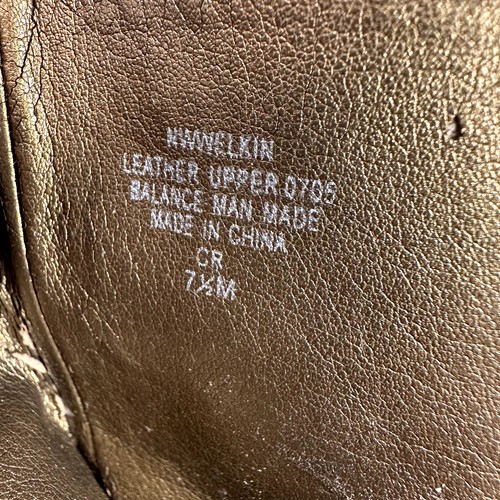 NWWELKIN
LEATHER UPPER 0705
BALANCE MAN MADE
MADE IN CHINA
CR
7½M